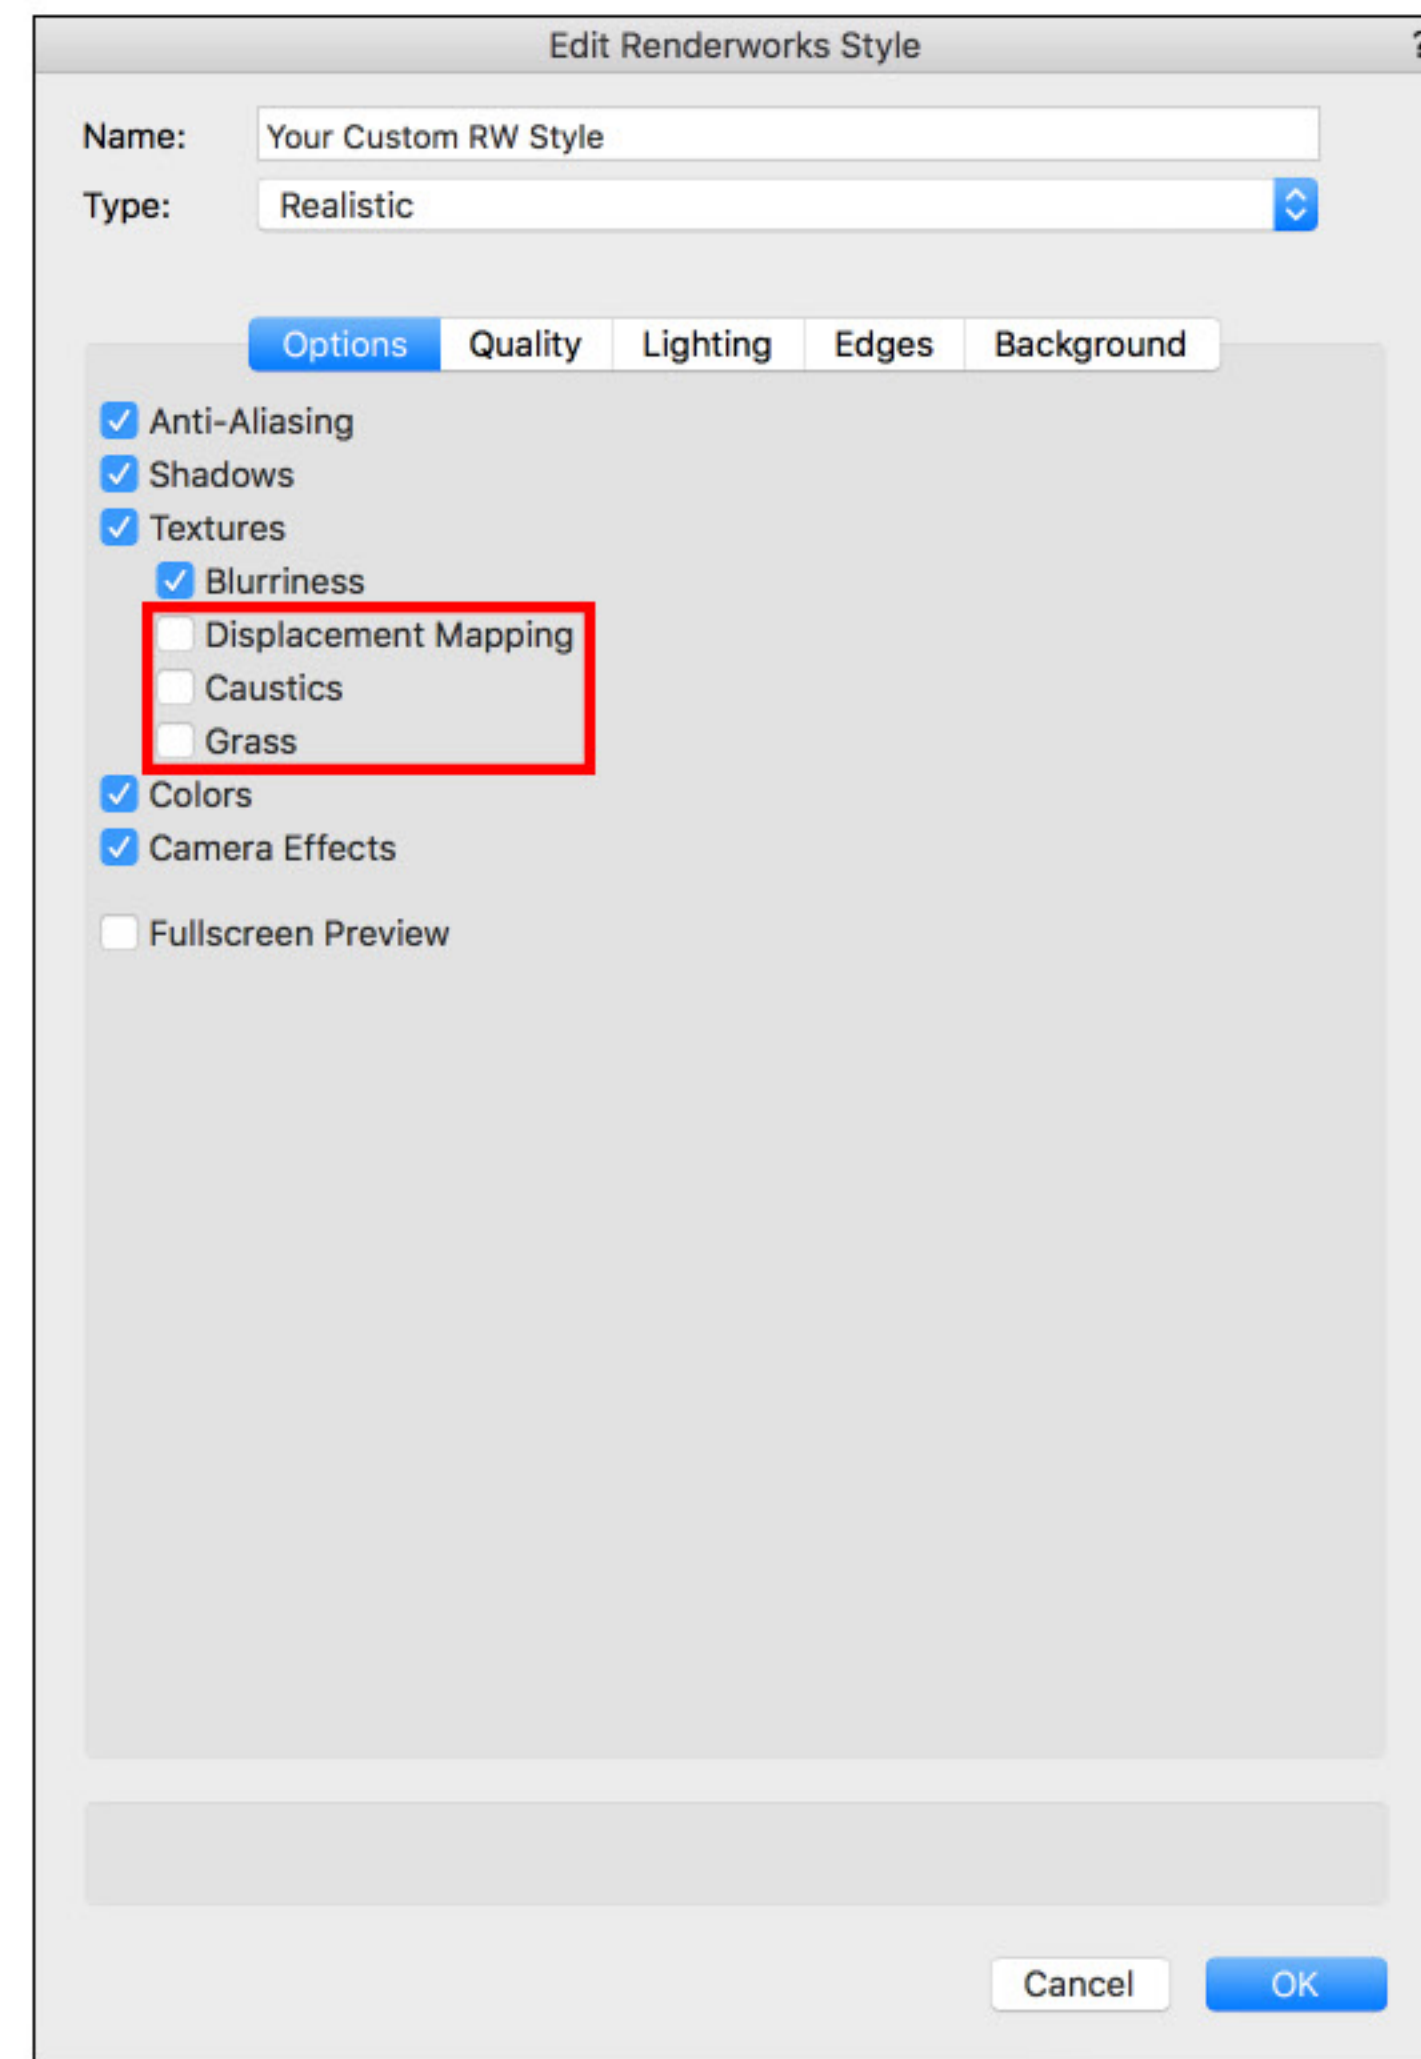 Edit Renderworks Style ?
Name: Your Custom RW Style
Type: Realistic
Options Quality Lighting Edges Background
Anti-Aliasing
Shadows
Textures
Blurriness
Displacement Mapping
Caustics
Grass
Colors
Camera Effects
Fullscreen Preview
Cancel OK